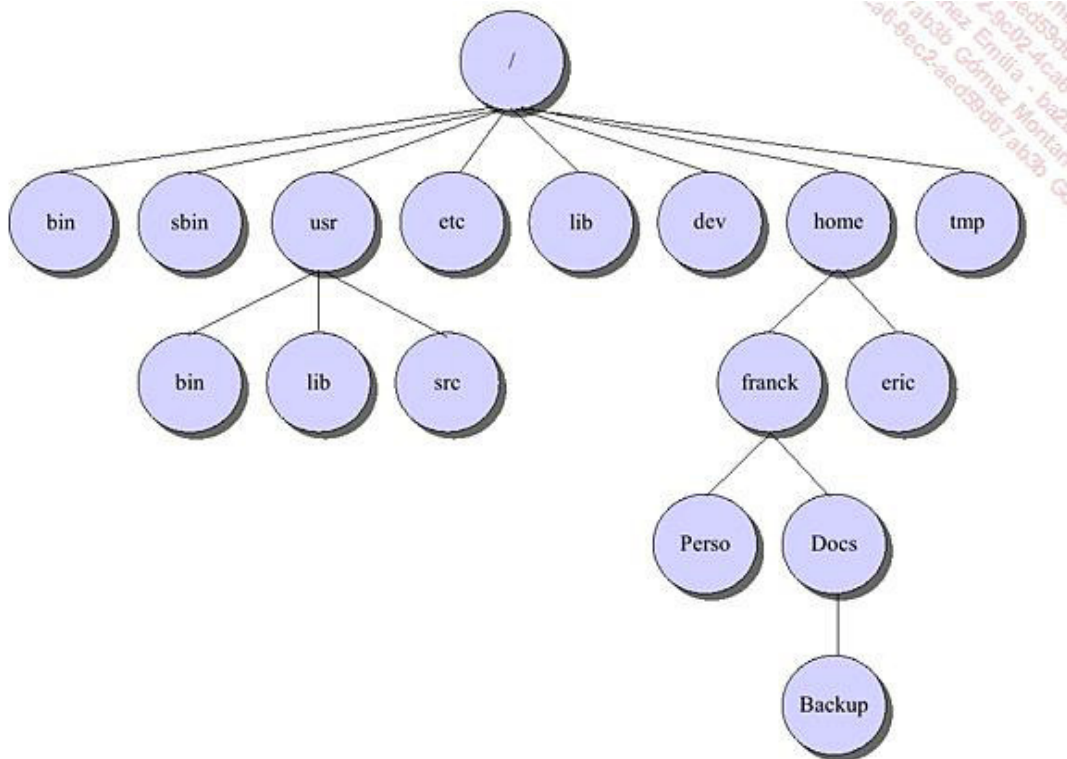 /
bin sbin usr etc lib dev home tmp
bin lib src franck eric
Perso Docs
Backup